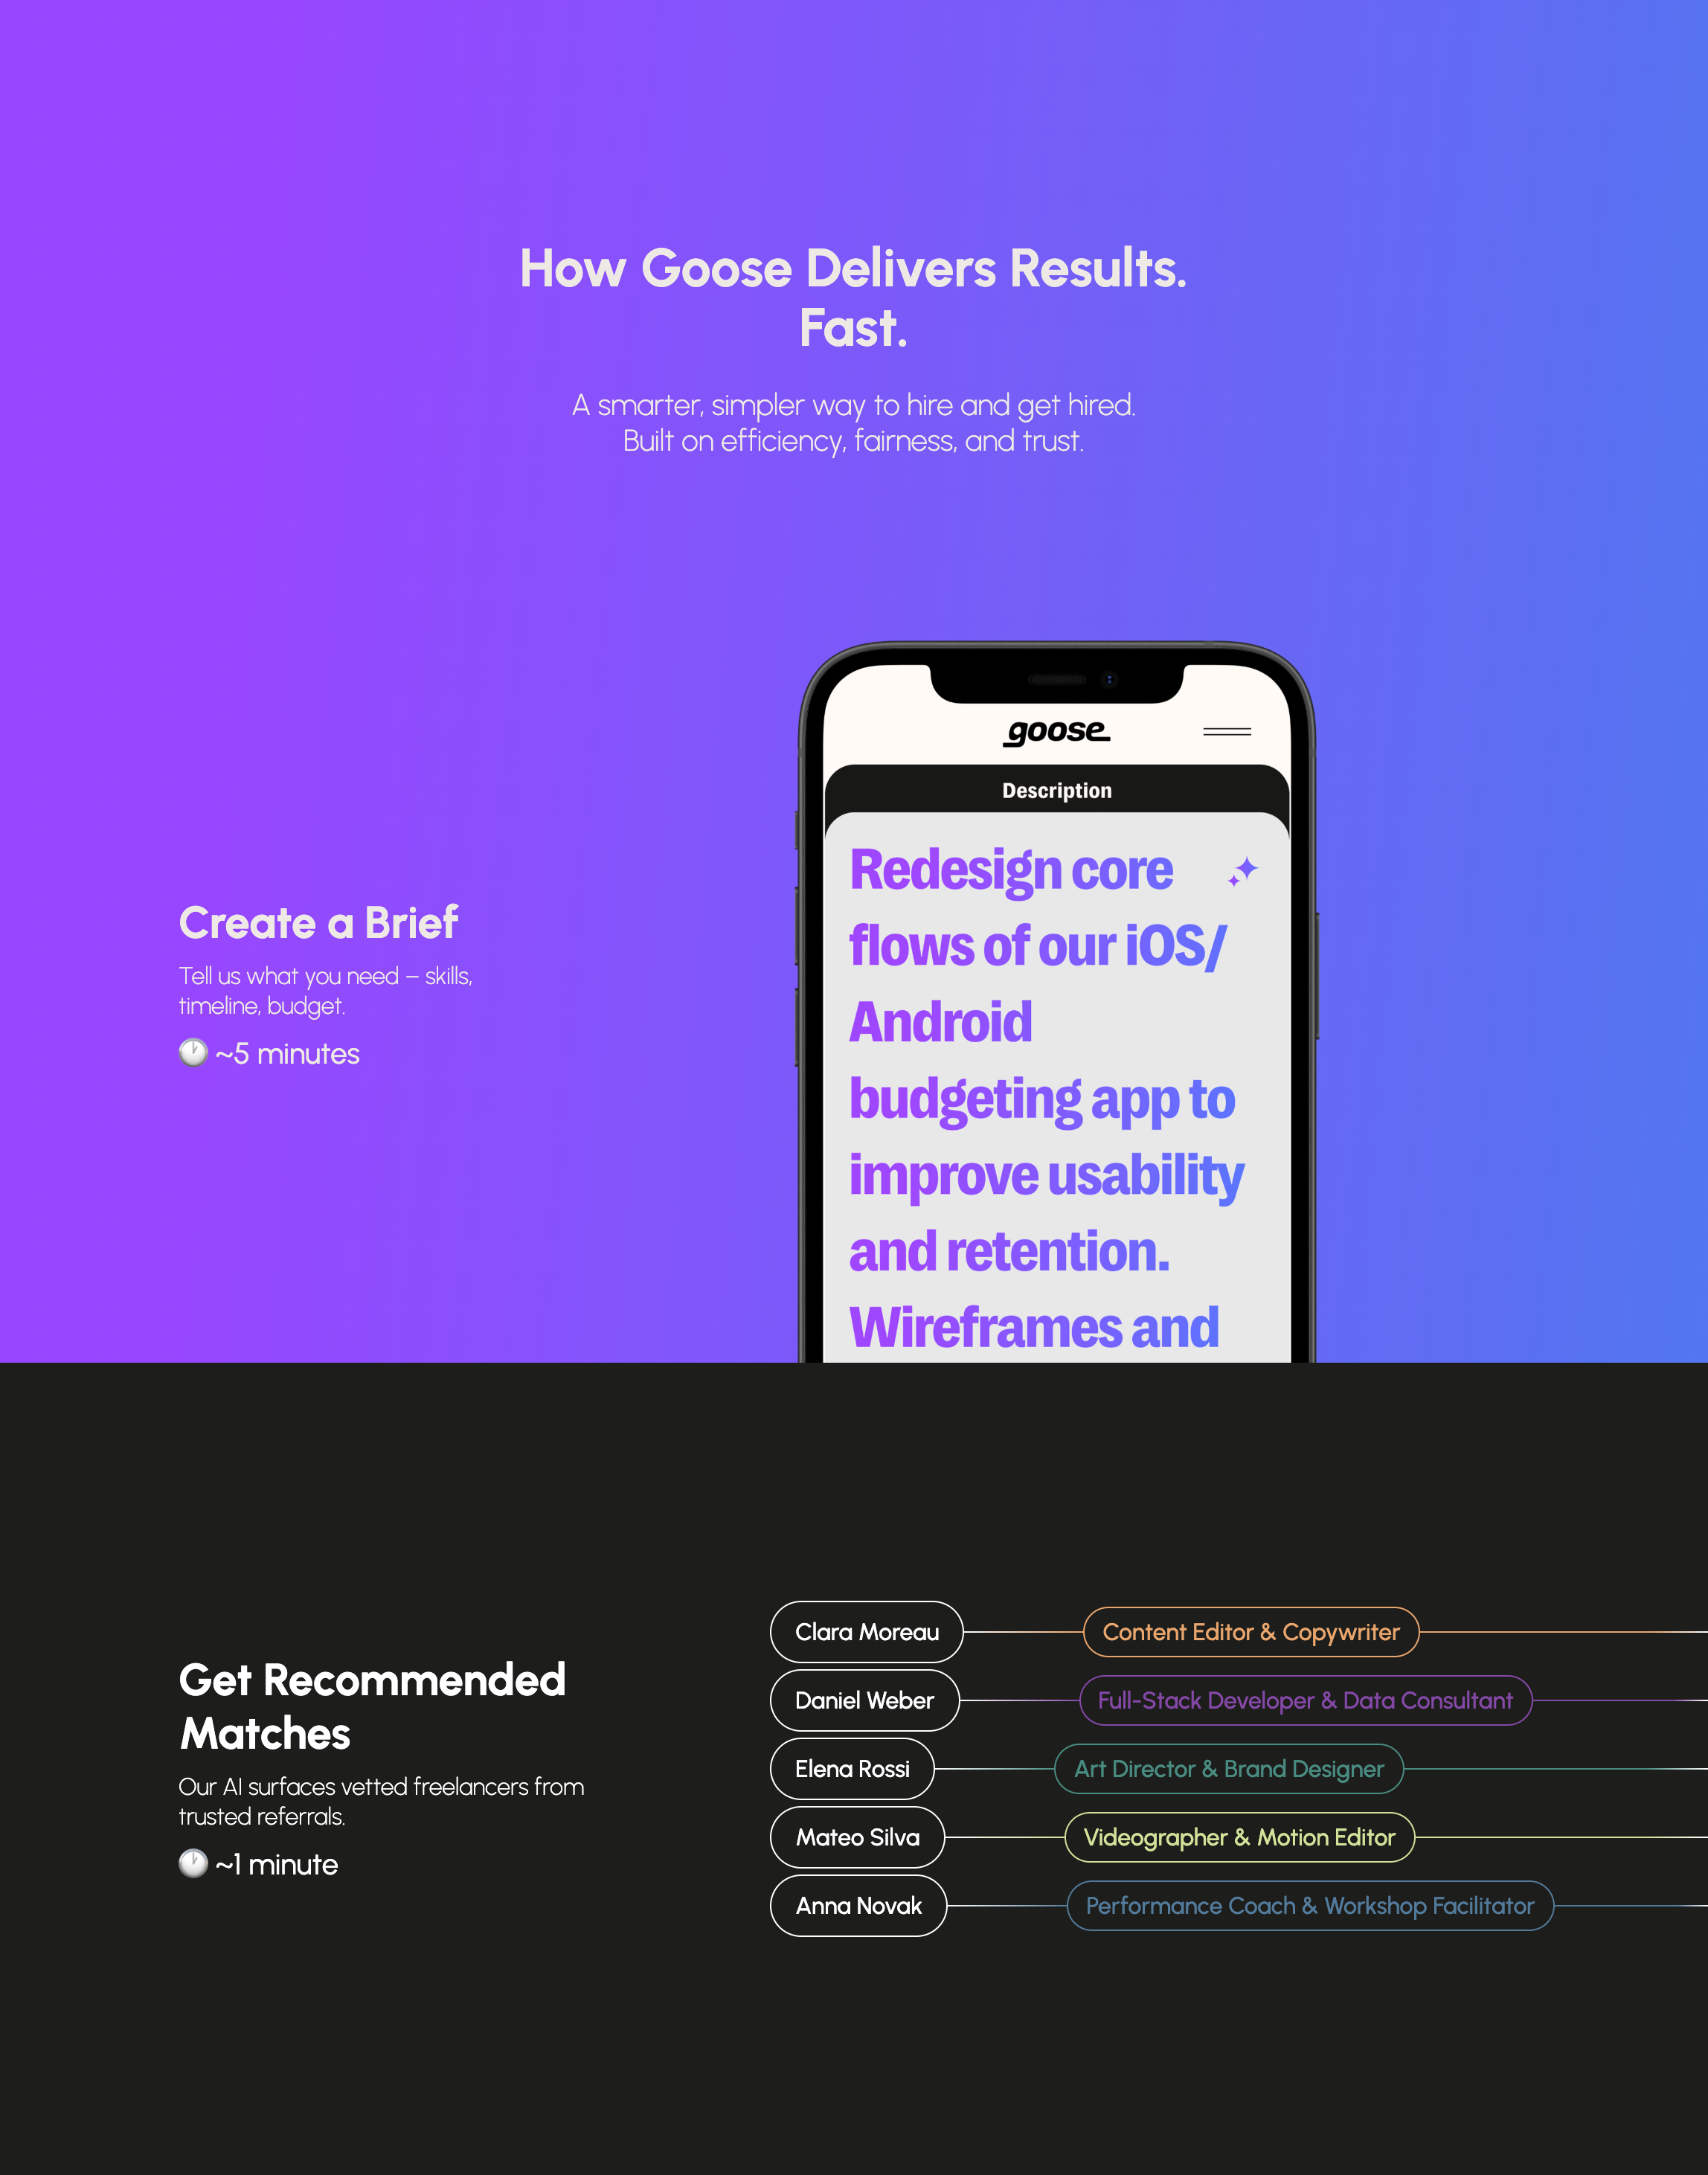 How Goose Delivers Results.
Fast.
A smarter, simpler way to hire and get hired.
Built on efficiency, fairness, and trust.
goose
Description
Redesign core
flows of our iOS/
Android
budgeting app to
improve usability
and retention.
Wireframes and
Create a Brief
Tell us what you need – skills,
timeline, budget.
~5 minutes
Get Recommended
Matches
Our AI surfaces vetted freelancers from
trusted referrals.
~1 minute
Clara Moreau
Content Editor & Copywriter
Daniel Weber
Full-Stack Developer & Data Consultant
Elena Rossi
Art Director & Brand Designer
Mateo Silva
Videographer & Motion Editor
Anna Novak
Performance Coach & Workshop Facilitator